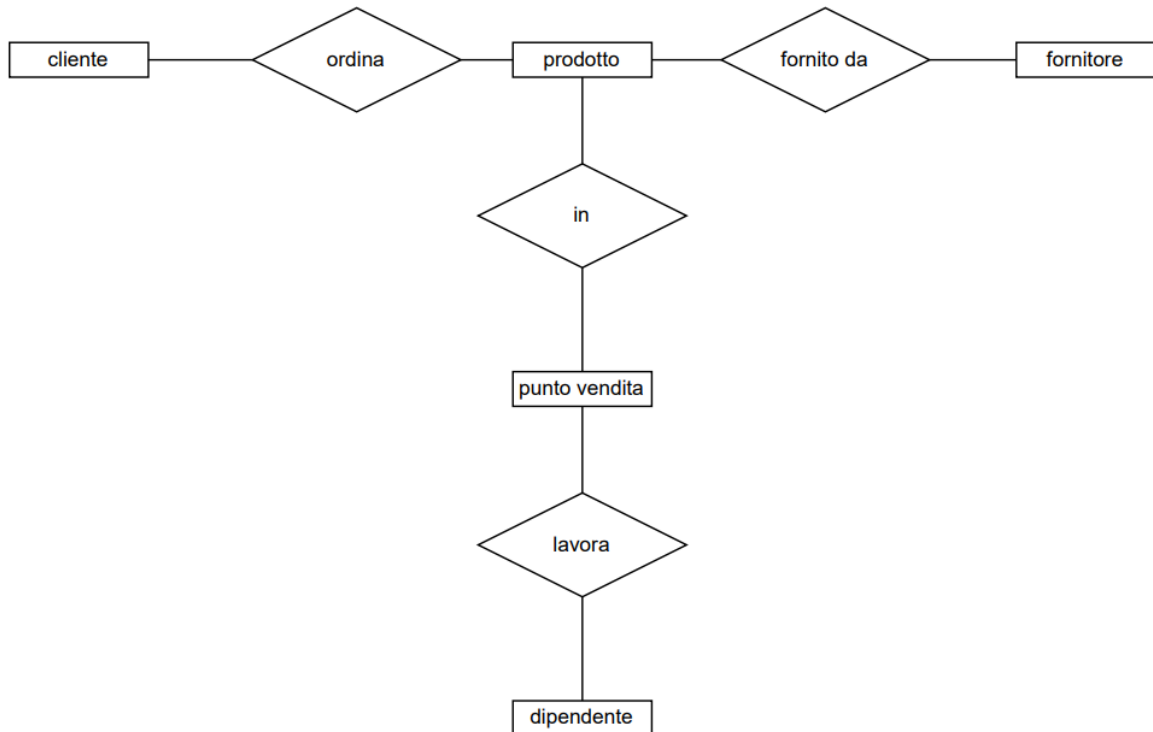 cliente
ordina
prodotto
fornito da
fornitore
in
punto vendita
lavora
dipendente